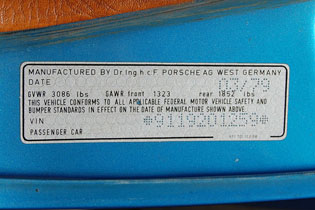 MANUFACTURED BY Dr.Ing.h.c.F. PORSCHE AG WEST GERMANY
DATE 03/79
GVWR 3086 lbs GAWR front 1323 rear 1852 lbs
THIS VEHICLE CONFORMS TO ALL APPLICABLE FEDERAL MOTOR VEHICLE SAFETY AND
BUMPER STANDARDS IN EFFECT ON THE DATE OF MANUFACTURE SHOWN ABOVE.
VIN *9119201259*
PASSENGER CAR